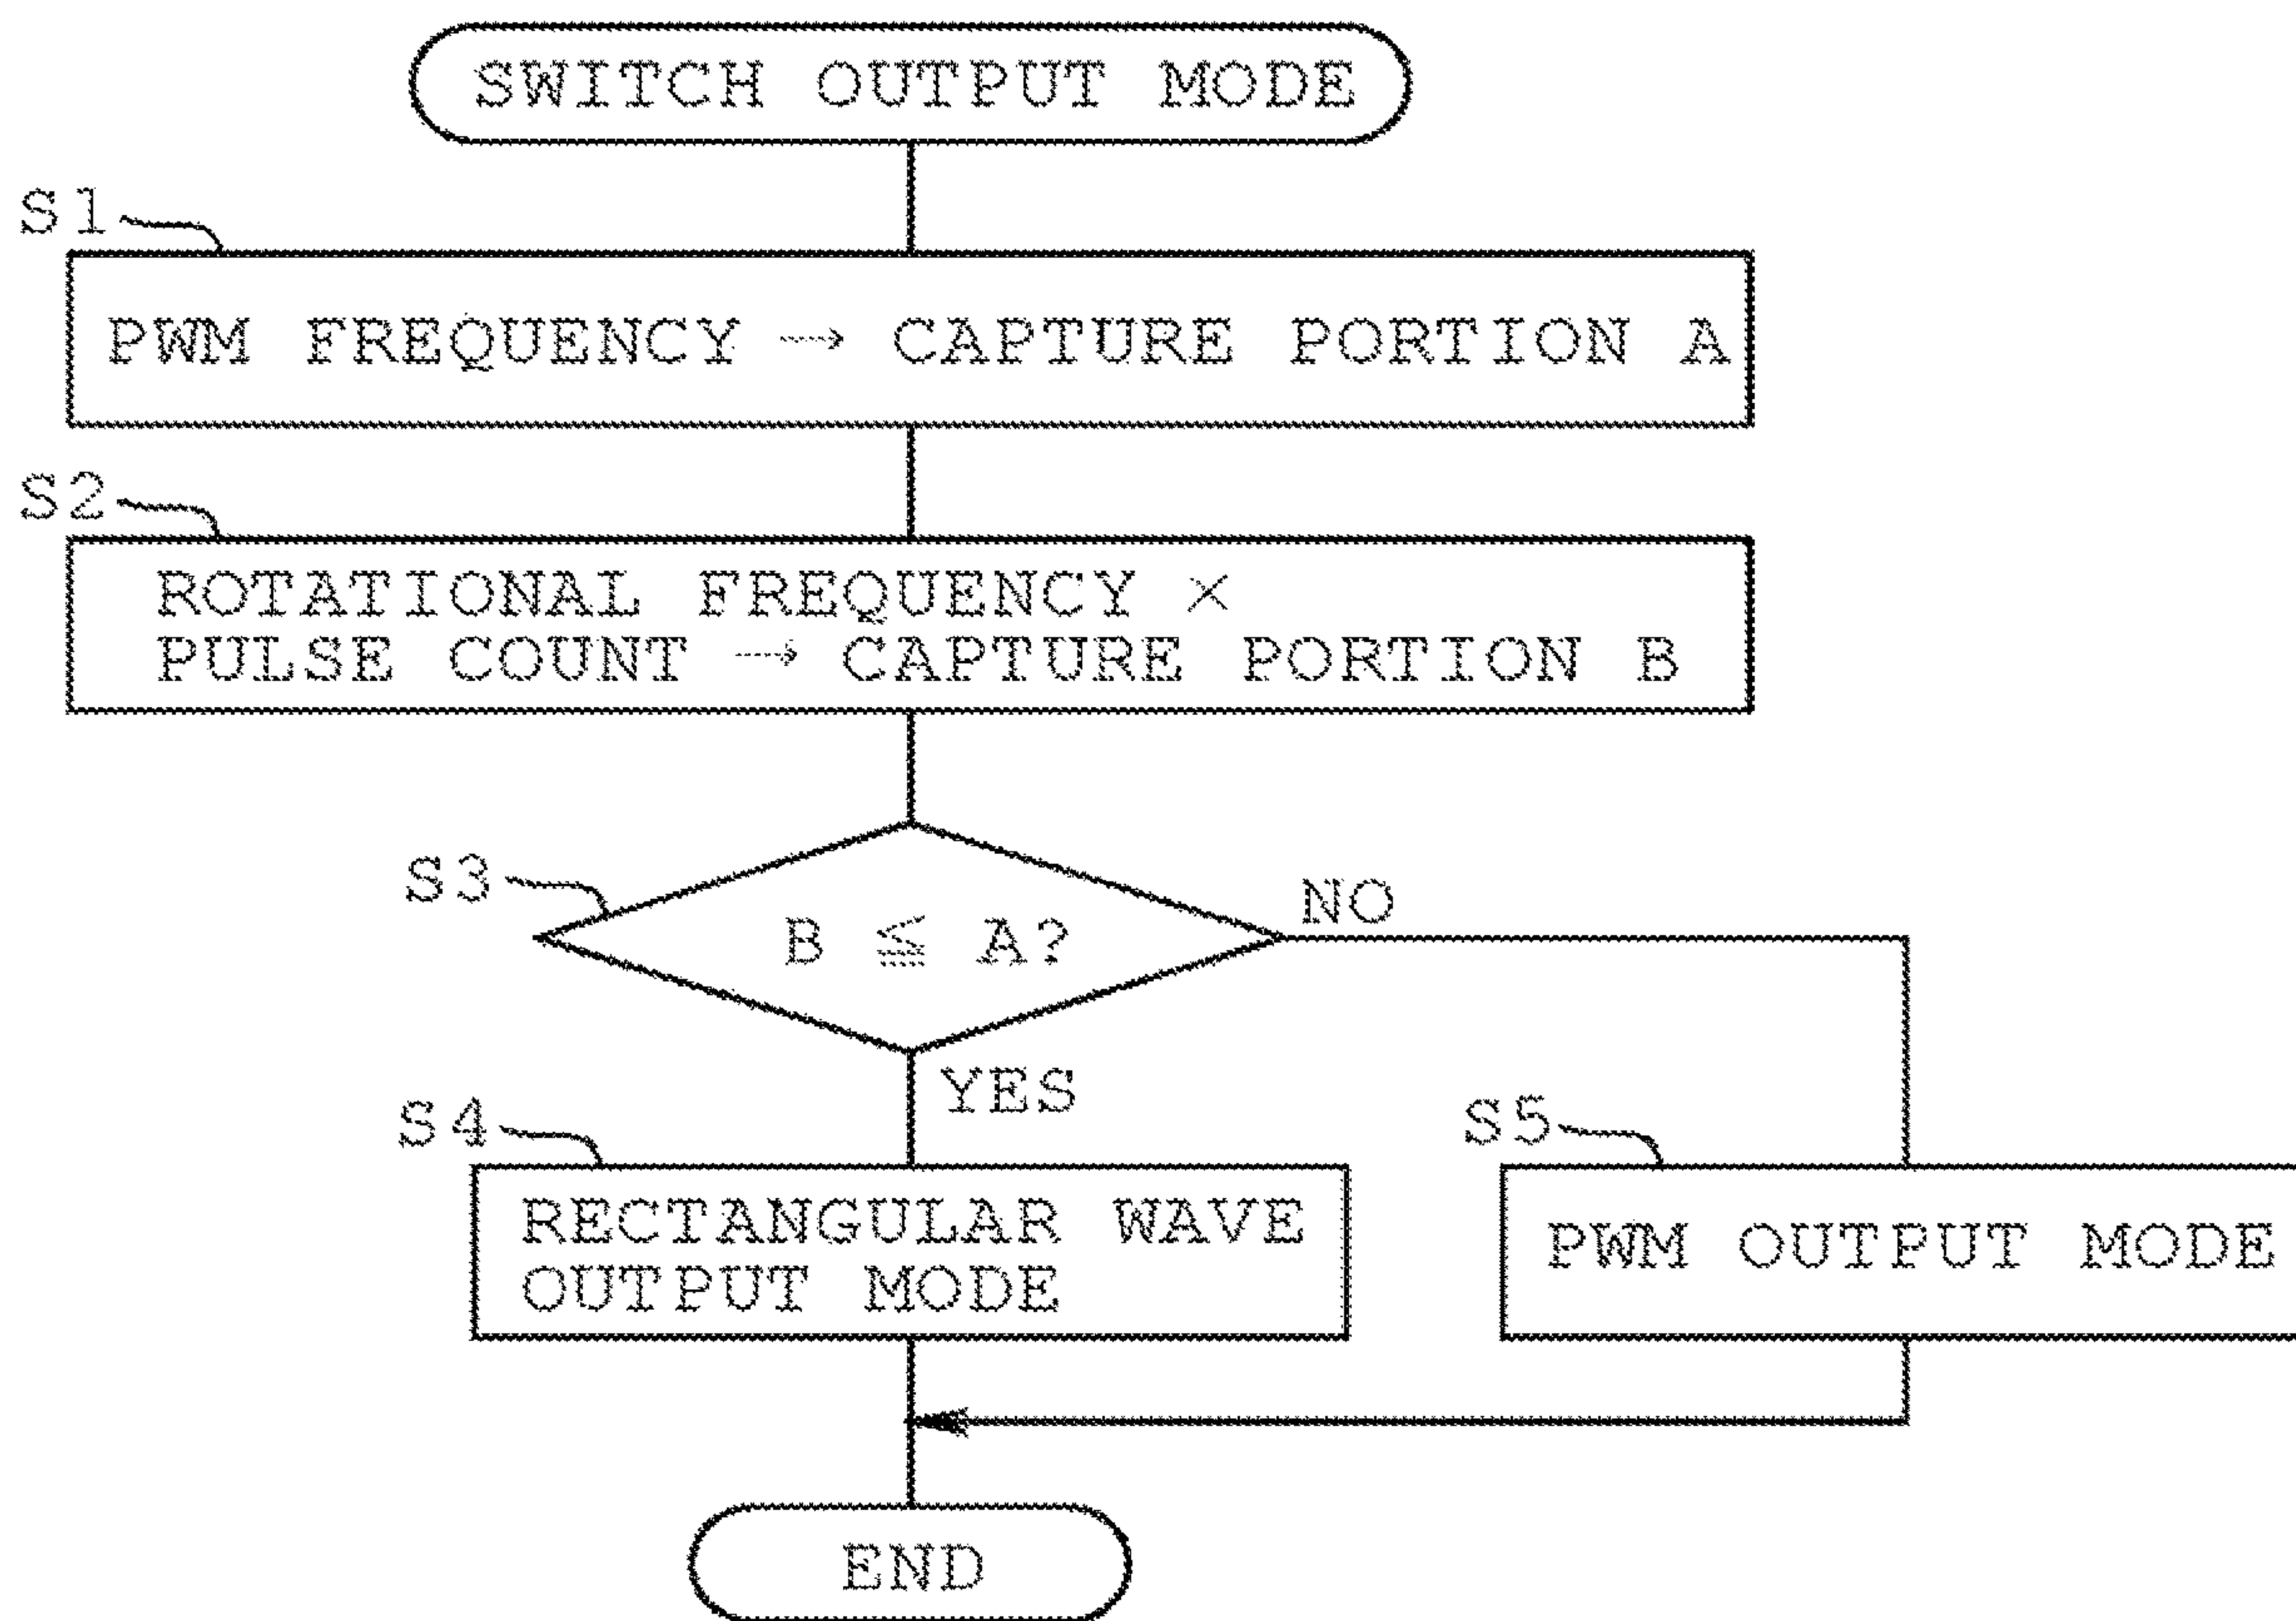 SWITCH OUTPUT MODE
S1
PWM FREQUENCY → CAPTURE PORTION A
S2
ROTATIONAL FREQUENCY ×
PULSE COUNT → CAPTURE PORTION B
S3
B ≦ A?
NO
YES
S4
RECTANGULAR WAVE
OUTPUT MODE
S5
PWM OUTPUT MODE
END